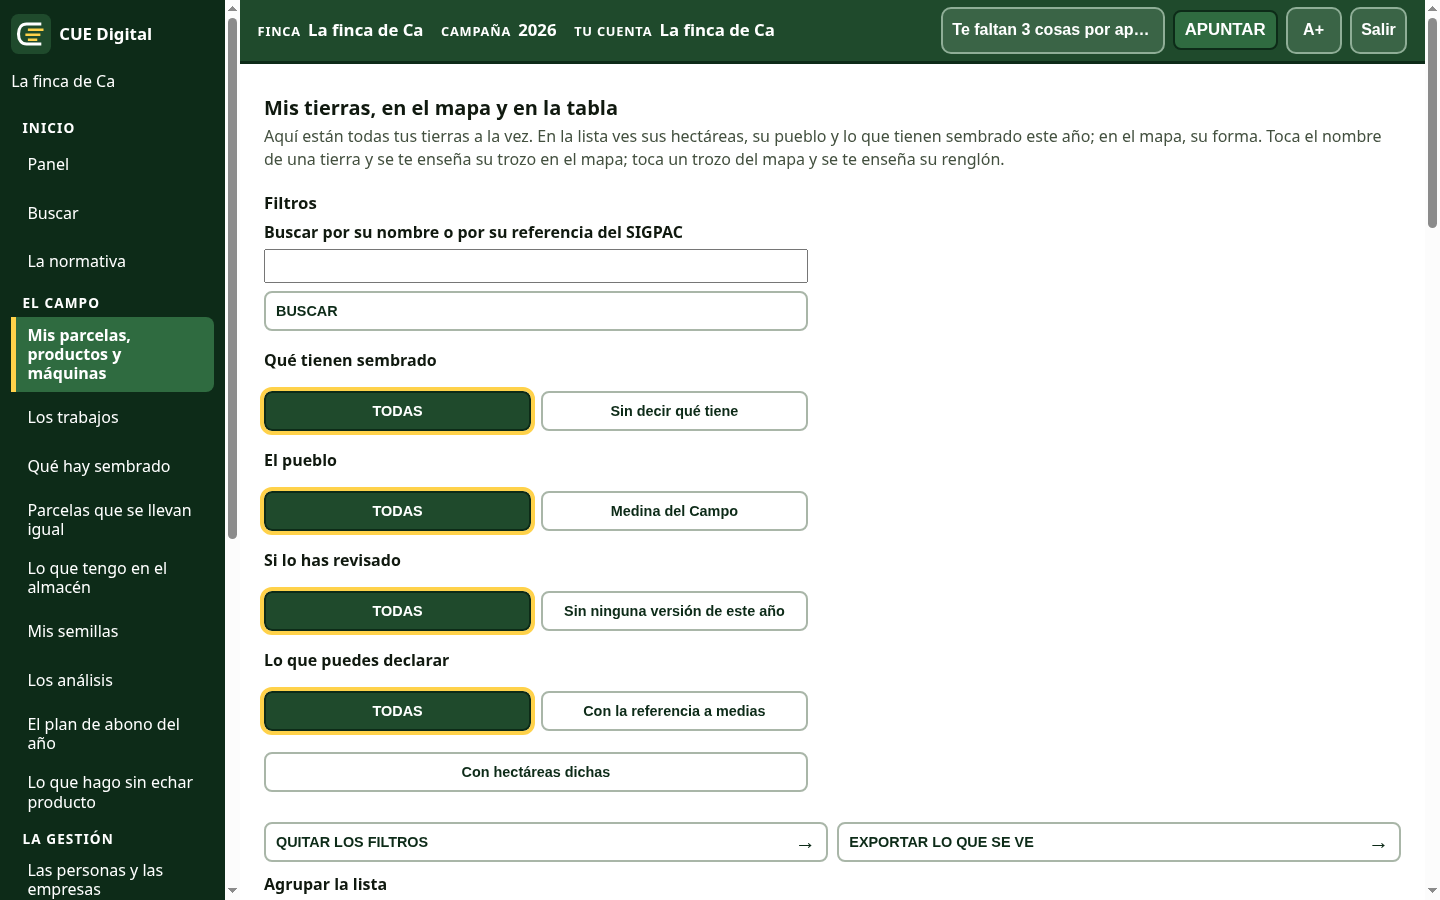 CUE Digital
La finca de Ca
INICIO
Panel
Buscar
La normativa
EL CAMPO
Mis parcelas,
productos y
máquinas
Los trabajos
Qué hay sembrado
Parcelas que se llevan
igual
Lo que tengo en el
almacén
Mis semillas
Los análisis
El plan de abono del
año
Lo que hago sin echar
producto
LA GESTIÓN
Las personas y las
empresas
FINCA La finca de Ca CAMPAÑA 2026 TU CUENTA La finca de Ca
Te faltan 3 cosas por ap... APUNTAR A+ Salir
Mis tierras, en el mapa y en la tabla
Aquí están todas tus tierras a la vez. En la lista ves sus hectáreas, su pueblo y lo que tienen sembrado este año; en el mapa, su forma. Toca el nombre
de una tierra y se te enseña su trozo en el mapa; toca un trozo del mapa y se te enseña su renglón.
Filtros
Buscar por su nombre o por su referencia del SIGPAC
BUSCAR
Qué tienen sembrado
TODAS Sin decir qué tiene
El pueblo
TODAS Medina del Campo
Si lo has revisado
TODAS Sin ninguna versión de este año
Lo que puedes declarar
TODAS Con la referencia a medias
Con hectáreas dichas
QUITAR LOS FILTROS → EXPORTAR LO QUE SE VE →
Agrupar la lista